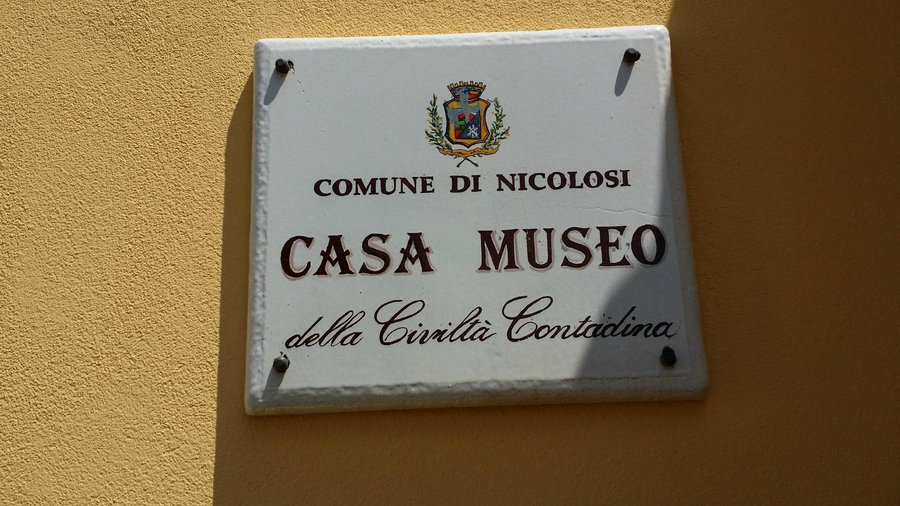 COMUNE DI NICOLOSI
CASA MUSEO
della Civiltà Contadina